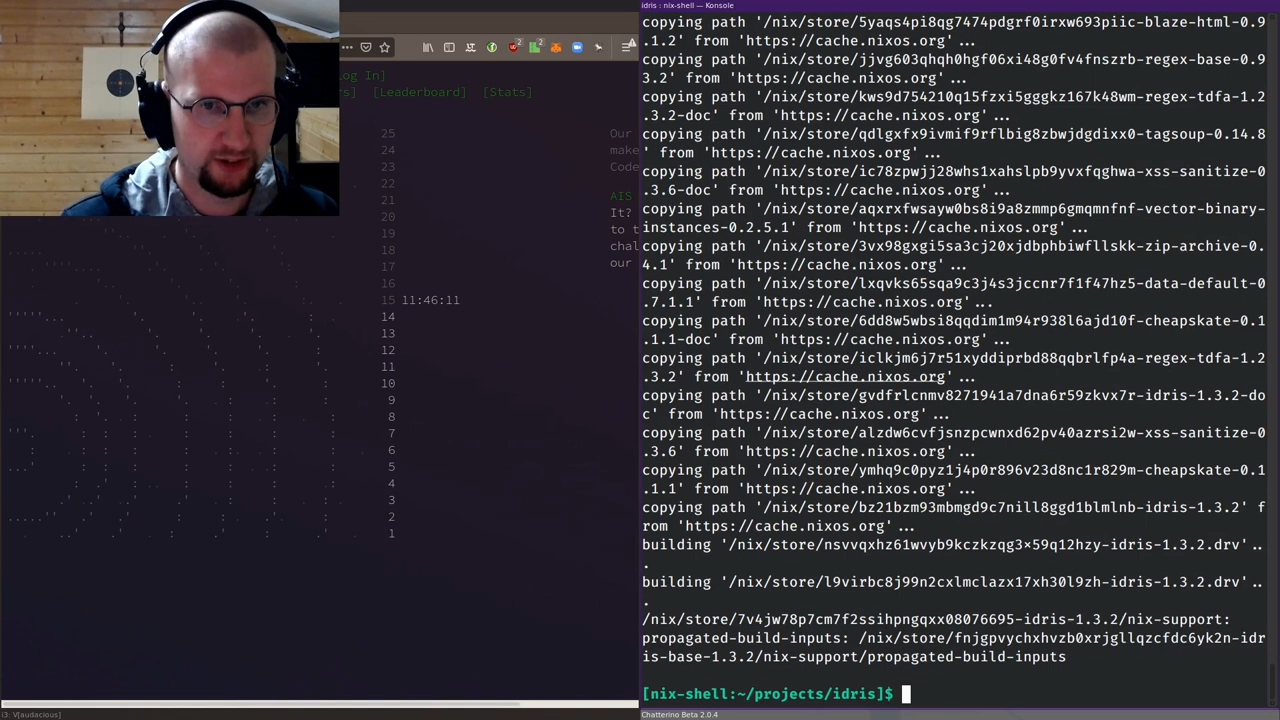 idris : nix-shell — Konsole
Log In]
[Leaderboard] [Stats]
25
24
23
22
21
20
19
18
17
16
15 11:46:11
14
13
12
11
10
9
8
7
6
5
4
3
2
1
Our
make
Code
AIS
It?
to t
chal
our
copying path '/nix/store/5yaqs4pi8qg7474pdgrf0irxw693piic-blaze-html-0.9
.1.2' from 'https://cache.nixos.org' ...
copying path '/nix/store/jjvg603qhqh0hgf06xi48g0fv4fnszrb-regex-base-0.9
3.2' from 'https://cache.nixos.org' ...
copying path '/nix/store/kws9d754210q15fzxi5gggkz167k48wm-regex-tdfa-1.2
.3.2-doc' from 'https://cache.nixos.org' ...
copying path '/nix/store/qdlgxfx9ivmif9rflbig8zbwjdgdixx0-tagsoup-0.14.8
' from 'https://cache.nixos.org' ...
copying path '/nix/store/ic78zpwjj28whs1xahslpb9yvxfqghwa-xss-sanitize-0
.3.6-doc' from 'https://cache.nixos.org' ...
copying path '/nix/store/aqxrxfwsayw0bs8i9a8zmmp6gmqmnfnf-vector-binary-
instances-0.2.5.1' from 'https://cache.nixos.org' ...
copying path '/nix/store/3vx98gxgi5sa3cj20xjdbphbiwfllskk-zip-archive-0.
4.1' from 'https://cache.nixos.org' ...
copying path '/nix/store/lxqvks65sqa9c3j4s3jccnr7f1f47hz5-data-default-0
.7.1.1' from 'https://cache.nixos.org' ...
copying path '/nix/store/6dd8w5wbsi8qqdim1m94r938l6ajd10f-cheapskate-0.1
.1.1-doc' from 'https://cache.nixos.org' ...
copying path '/nix/store/iclkjm6j7r51xyddiprbd88qqbrlfp4a-regex-tdfa-1.2
.3.2' from 'https://cache.nixos.org' ...
copying path '/nix/store/gvdfrlcnmv8271941a7dna6r59zkvx7r-idris-1.3.2-do
c' from 'https://cache.nixos.org' ...
copying path '/nix/store/alzdw6cvfjsnzpcwnxd62pv40azrsi2w-xss-sanitize-0
.3.6' from 'https://cache.nixos.org' ...
copying path '/nix/store/ymhq9c0pyz1j4p0r896v23d8nc1r829m-cheapskate-0.1
.1.1' from 'https://cache.nixos.org' ...
copying path '/nix/store/bz21bzm93mbmgd9c7nill8ggd1blmlnb-idris-1.3.2' f
rom 'https://cache.nixos.org' ...
building '/nix/store/nsvvqxhz61wvyb9kczkzqg3x59q12hzy-idris-1.3.2.drv'..
.
building '/nix/store/l9virbc8j99n2cxlmclazx17xh30l9zh-idris-1.3.2.drv'..
.
/nix/store/7v4jw78p7cm7f2ssihpngqxx08076695-idris-1.3.2/nix-support:
propagated-build-inputs: /nix/store/fnjgpvychxhvzb0xrjgllqzcfdc6yk2n-idr
is-base-1.3.2/nix-support/propagated-build-inputs
[nix-shell:~/projects/idris]$
i3: V[audacious]
Chatterino Beta 2.0.4